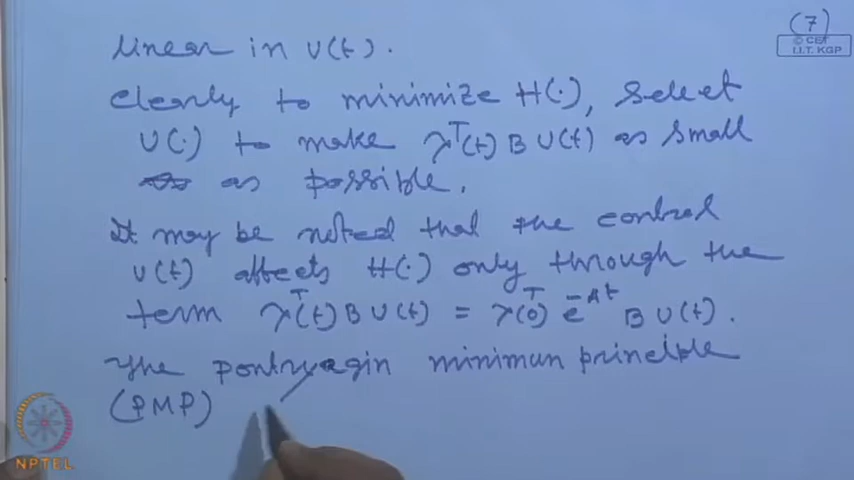 (7)
© CET
I.I.T. KGP
linear in U(t).
Clearly to minimize H(·), select
U(·) to make λᵀ(t) B U(t) as small
as possible.
It may be noted that the control
U(t) affects H(·) only through the
term λᵀ(t) B U(t) = λ(0)ᵀ e^{-At} B U(t).
The pontryagin minimum principle
(PMP)
NPTEL